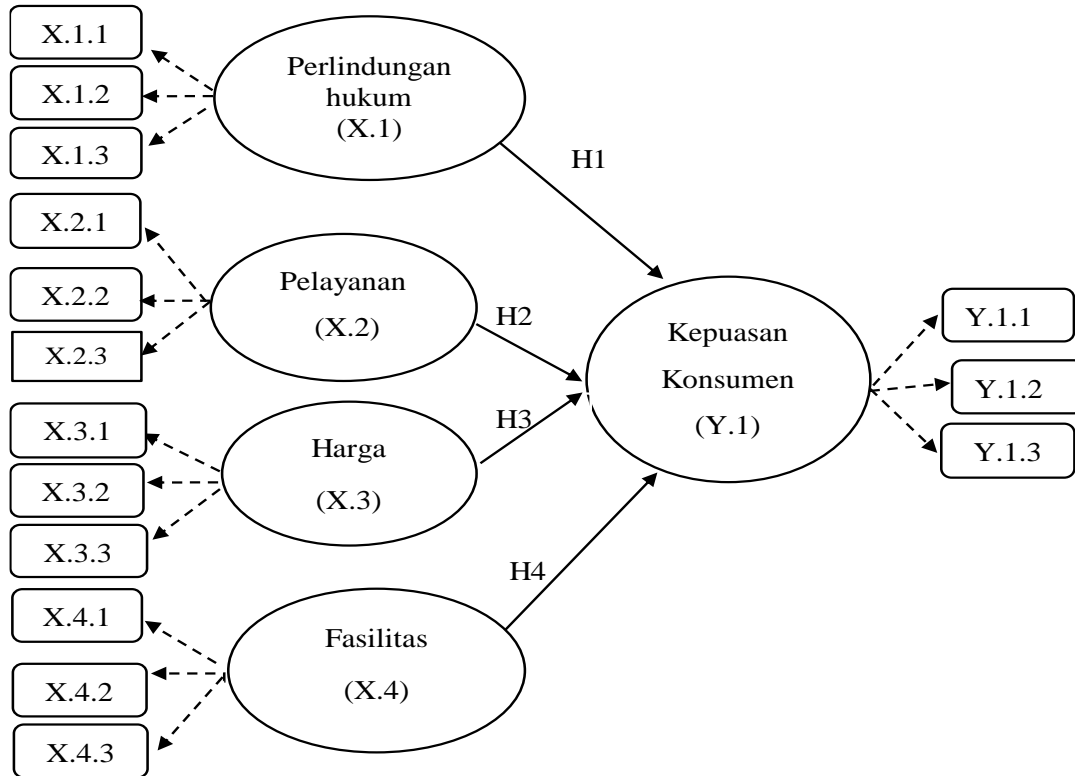 X.1.1
X.1.2
X.1.3
Perlindungan
hukum
(X.1)
H1
X.2.1
X.2.2
X.2.3
Pelayanan
(X.2)
H2
X.3.1
X.3.2
X.3.3
Harga
(X.3)
H3
X.4.1
X.4.2
X.4.3
Fasilitas
(X.4)
H4
Kepuasan
Konsumen
(Y.1)
Y.1.1
Y.1.2
Y.1.3